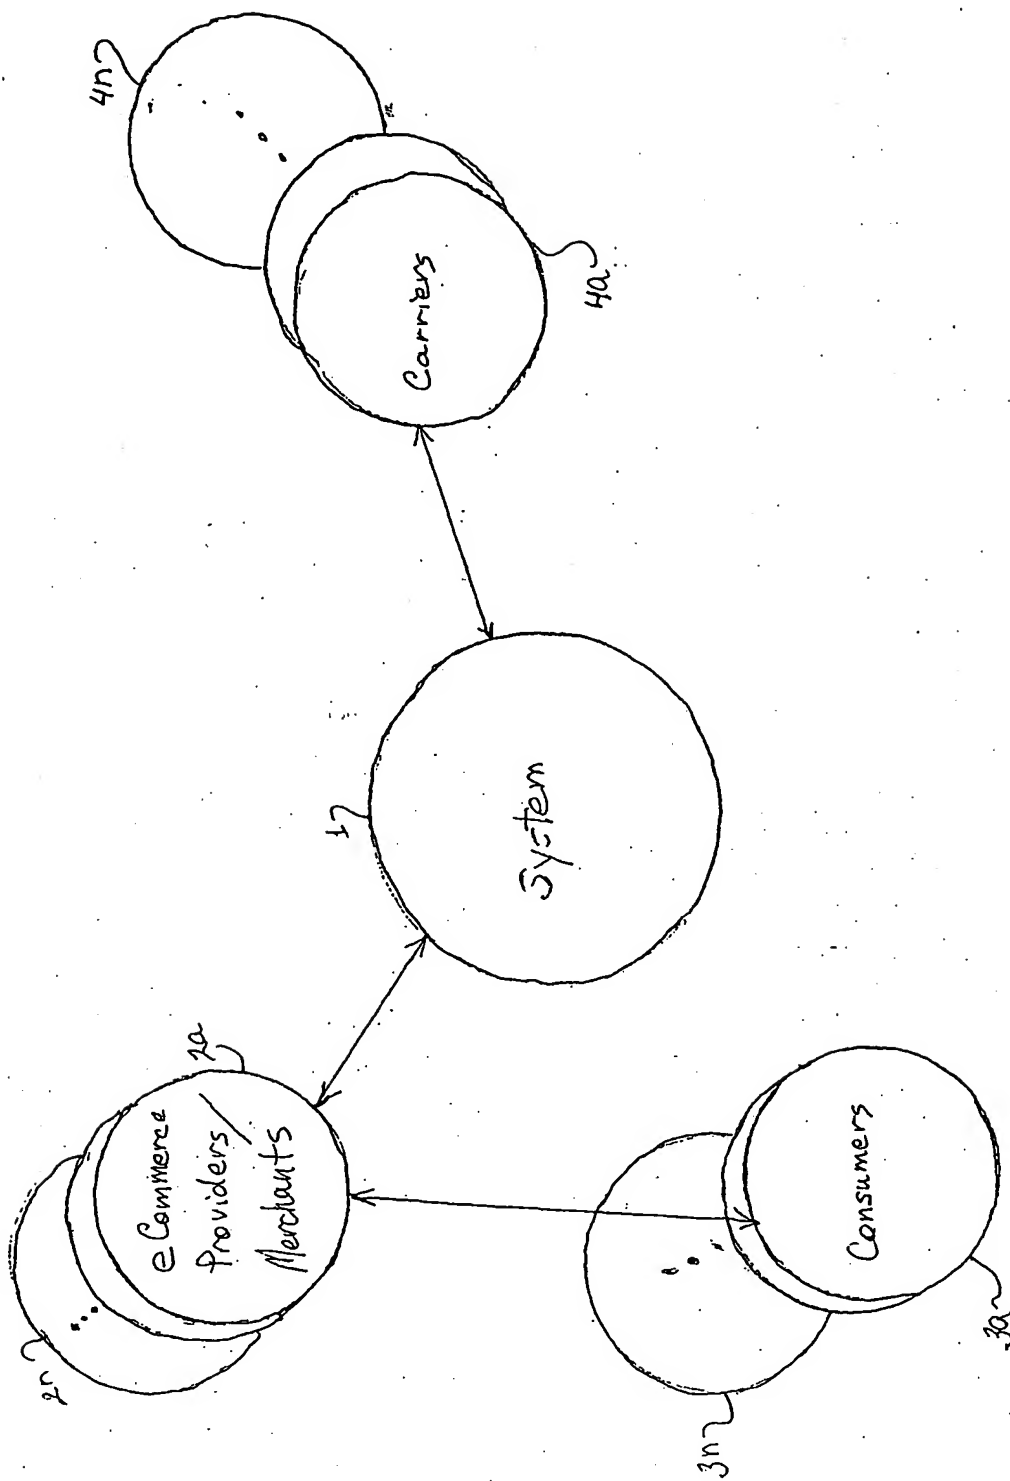 2n
2a
eCommerce
Providers/
Merchants
1
System
4n
Carriers
4a
3n
Consumers
3a